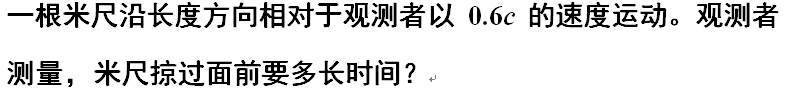 一根米尺沿长度方向相对于观测者以 0.6c 的速度运动。观测者
测量，米尺掠过面前要多长时间？